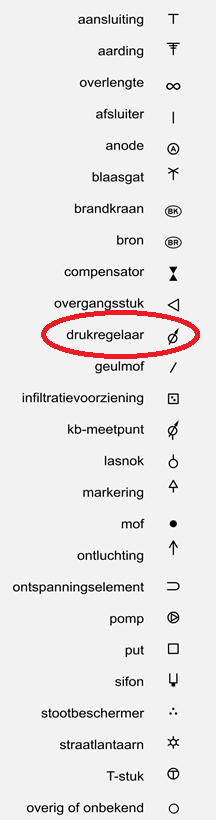 aansluiting
aarding
overlengte
afsluiter
anode A
blaasgat
brandkraan BK
bron BR
compensator
overgangsstuk
drukregelaar
geulmof
infiltratievoorziening
kb-meetpunt
lasnok
markering
mof
ontluchting
ontspanningselement
pomp
put
sifon
stootbeschermer
straatlantaarn
T-stuk T
overig of onbekend